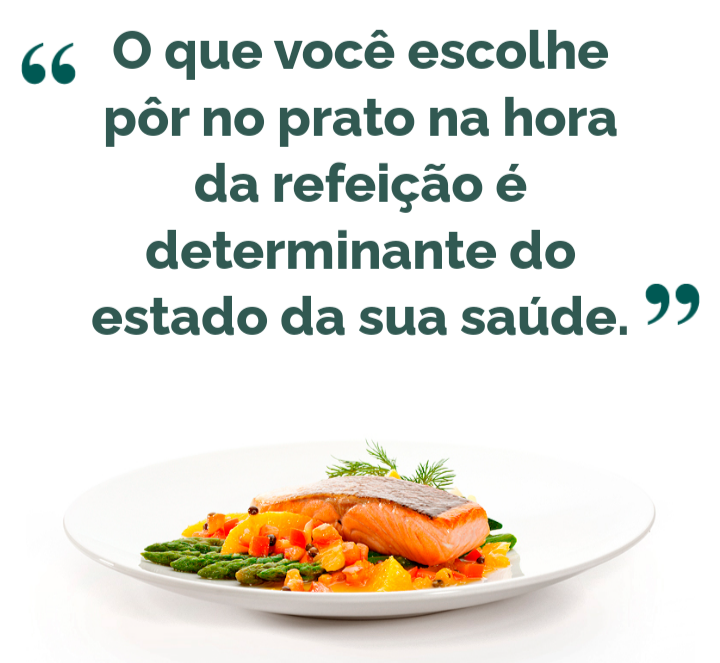 “ O que você escolhe
pôr no prato na hora
da refeição é
determinante do
estado da sua saúde. ”